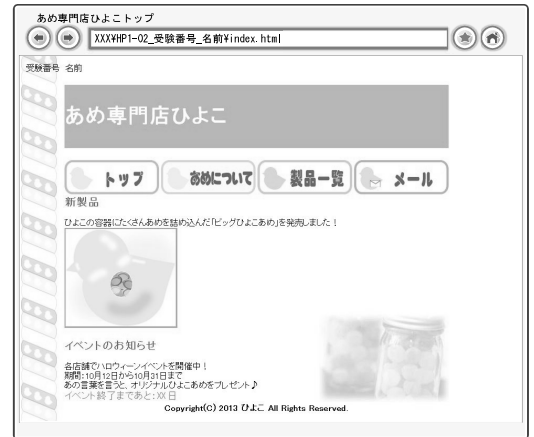 あめ専門店ひよこトップ
XXX¥HP1-02_受験番号_名前¥index.html
受験番号 名前
あめ専門店ひよこ
トップ あめについて 製品一覧 メール
新製品
ひよこの容器にたくさんあめを詰め込んだ「ビッグひよこあめ」を発売しました！
イベントのお知らせ
各店舗でハロウィーンイベントを開催中！
期間：10月12日から10月31日まで
あの言葉を言うと、オリジナルひよこあめをプレゼント♪
イベント終了まであと：XX 日
Copyright(C) 2013 ひよこ All Rights Reserved.